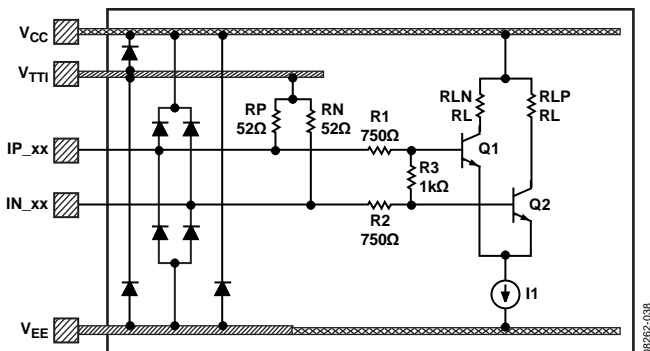 VCC
VTTI
RP
52Ω
RN
52Ω
R1
750Ω
RLN
RL
RLP
RL
IP_xx
Q1
R3
1kΩ
IN_xx
R2
750Ω
Q2
I1
VEE
08262-038